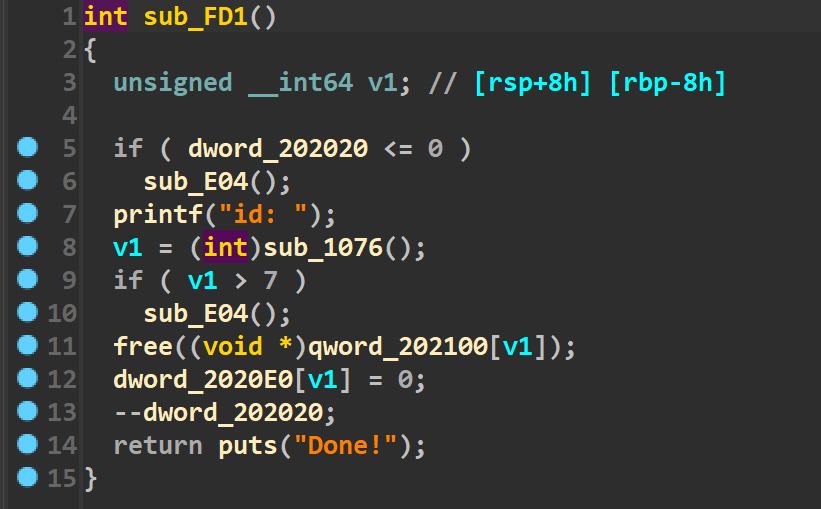 1 int sub_FD1()
2 {
3   unsigned __int64 v1; // [rsp+8h] [rbp-8h]
4
5   if ( dword_202020 <= 0 )
6     sub_E04();
7   printf("id: ");
8   v1 = (int)sub_1076();
9   if ( v1 > 7 )
10     sub_E04();
11   free((void *)qword_202100[v1]);
12   dword_2020E0[v1] = 0;
13   --dword_202020;
14   return puts("Done!");
15 }